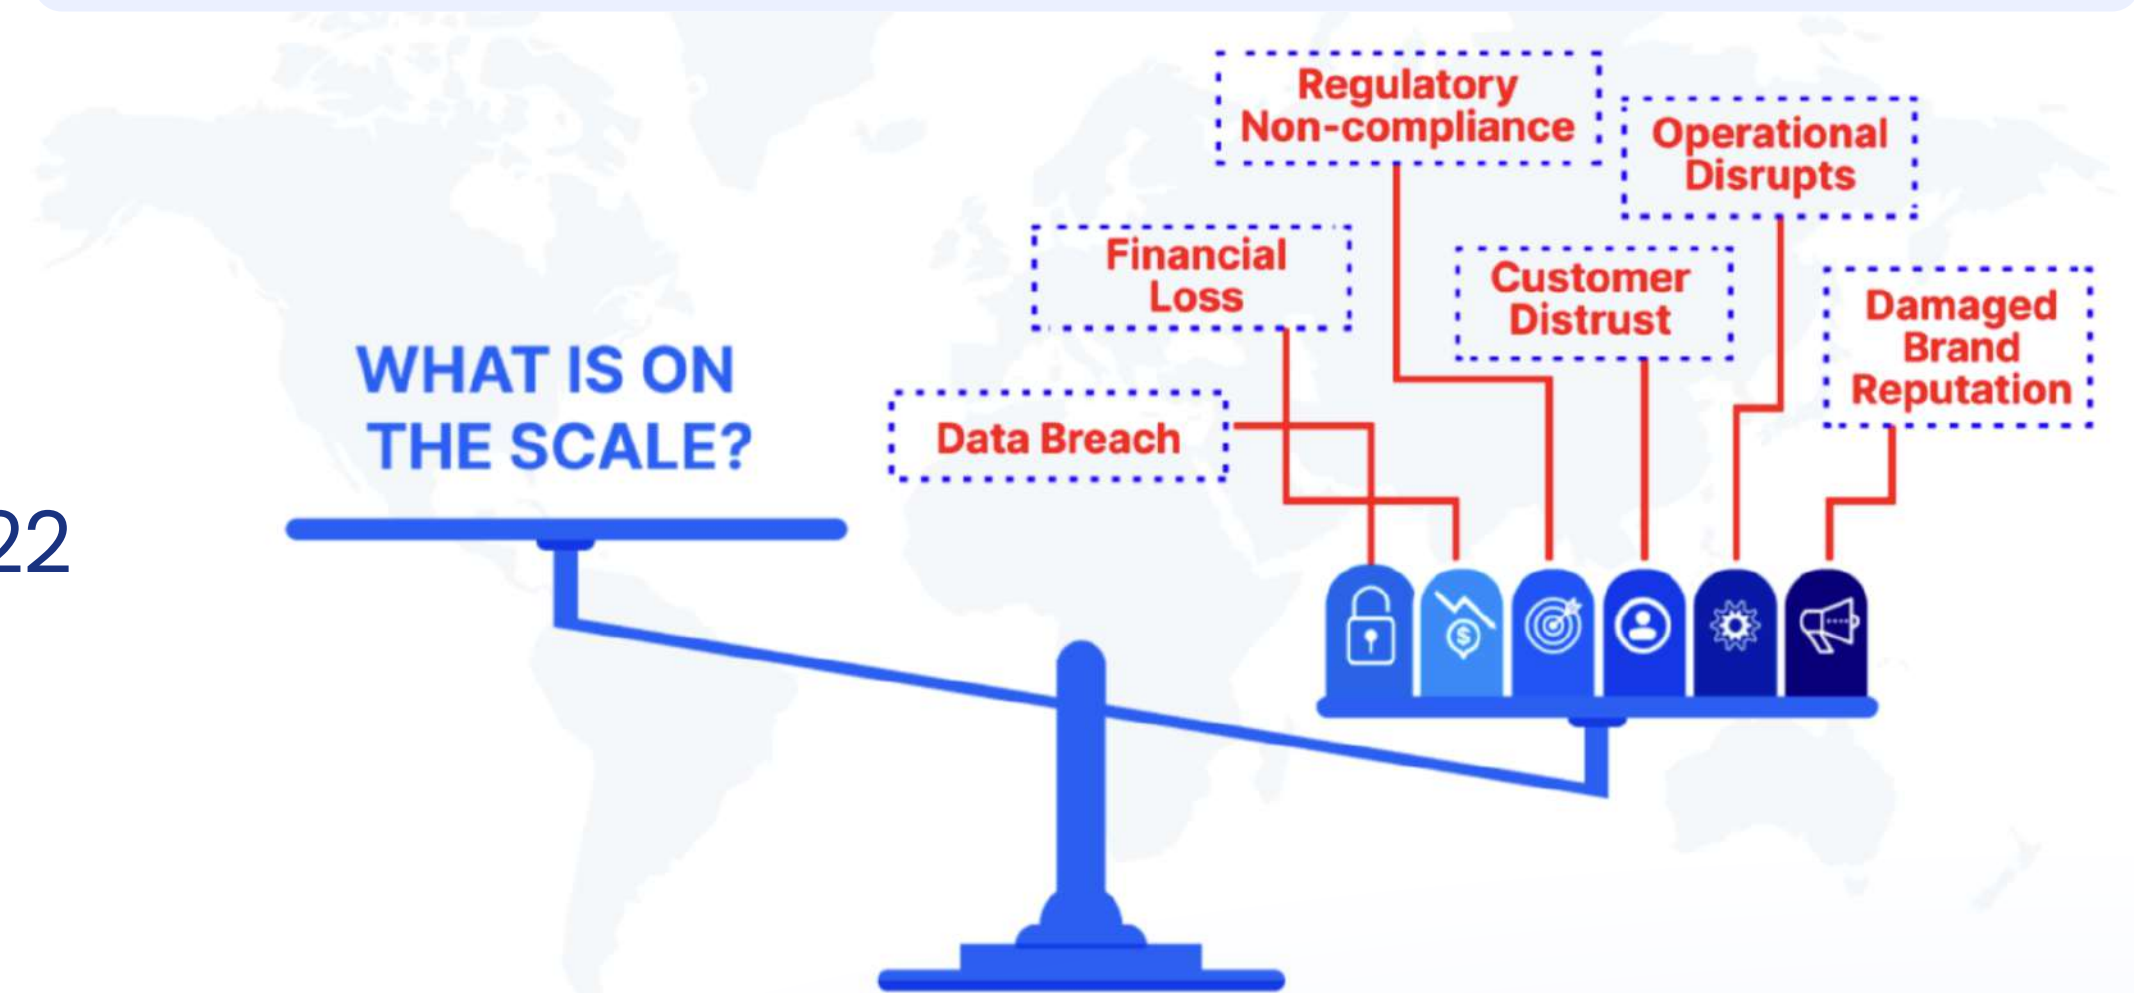 Regulatory
Non-compliance
Operational
Disrupts
Financial
Loss
Customer
Distrust
Damaged
Brand
Reputation
WHAT IS ON
THE SCALE?
Data Breach
22
$